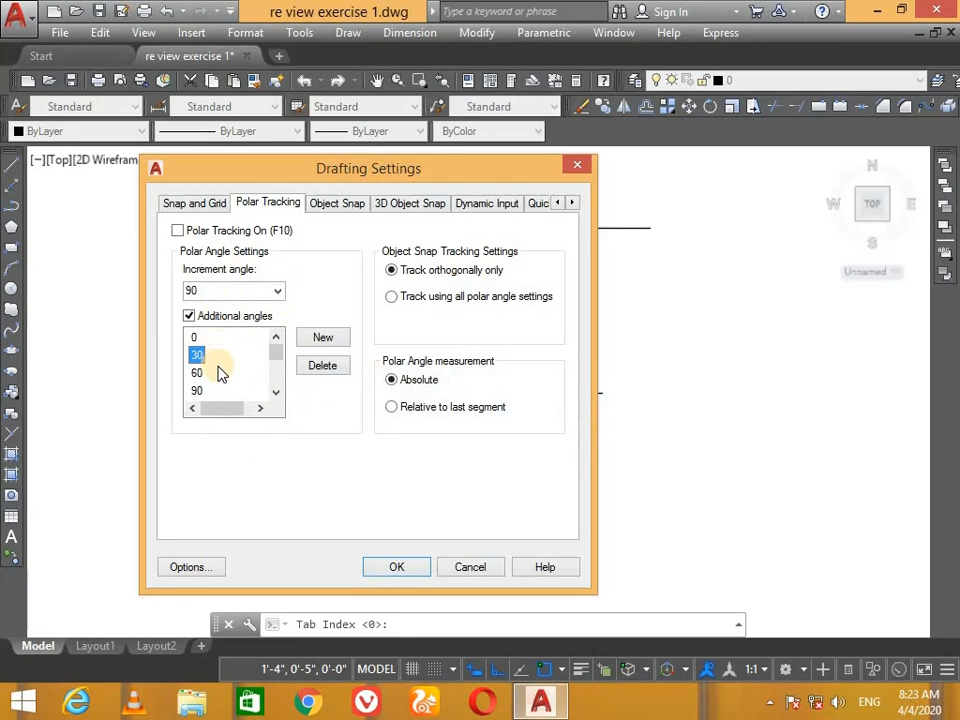 re view exercise 1.dwg
Type a keyword or phrase
Sign In
File Edit View Insert Format Tools Draw Dimension Modify Parametric Window Help Express
Start
re view exercise 1*
0
Standard
Standard
Standard
Standard
ByLayer
ByLayer
ByLayer
ByColor
[−][Top][2D Wirefram
Drafting Settings
Snap and Grid
Polar Tracking
Object Snap
3D Object Snap
Dynamic Input
Quic
Polar Tracking On (F10)
Polar Angle Settings
Increment angle:
90
Additional angles
0
30
60
90
New
Delete
Object Snap Tracking Settings
Track orthogonally only
Track using all polar angle settings
Polar Angle measurement
Absolute
Relative to last segment
Options...
OK
Cancel
Help
N
W
TOP
E
S
Unnamed
Tab Index <0>:
Model
Layout1
Layout2
1'-4", 0'-5", 0'-0"
MODEL
1:1
ENG
8:23 AM
4/4/2020